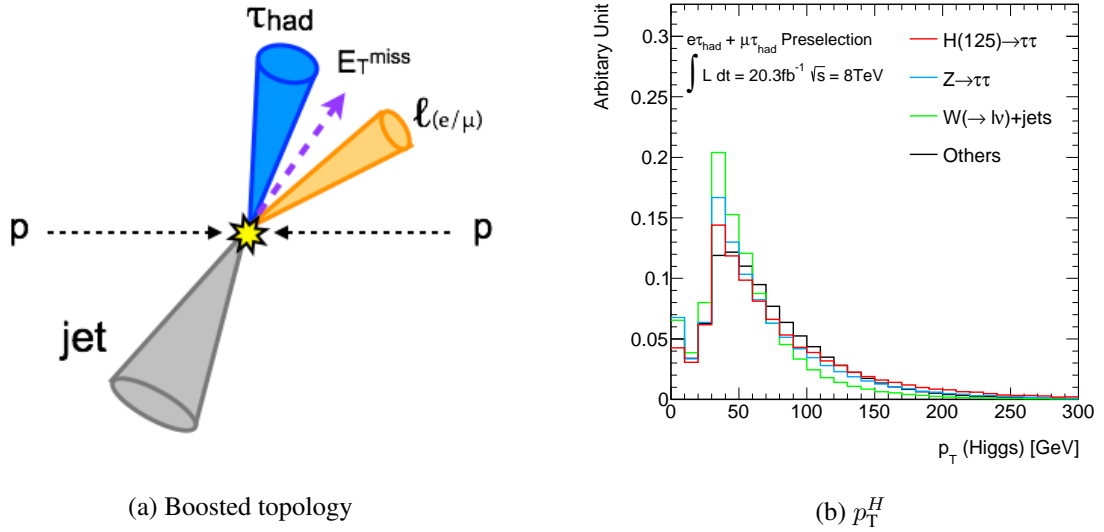 τhad
ETmiss
ℓ(e/μ)
p
p
jet
(a) Boosted topology
Arbitary Unit
0.3
0.25
0.2
0.15
0.1
0.05
0
eτhad + μτhad Preselection
∫ L dt = 20.3fb-1 √s = 8TeV
H(125)→ττ
Z→ττ
W(→ lν)+jets
Others
0 50 100 150 200 250 300
pT (Higgs) [GeV]
(b) pTH